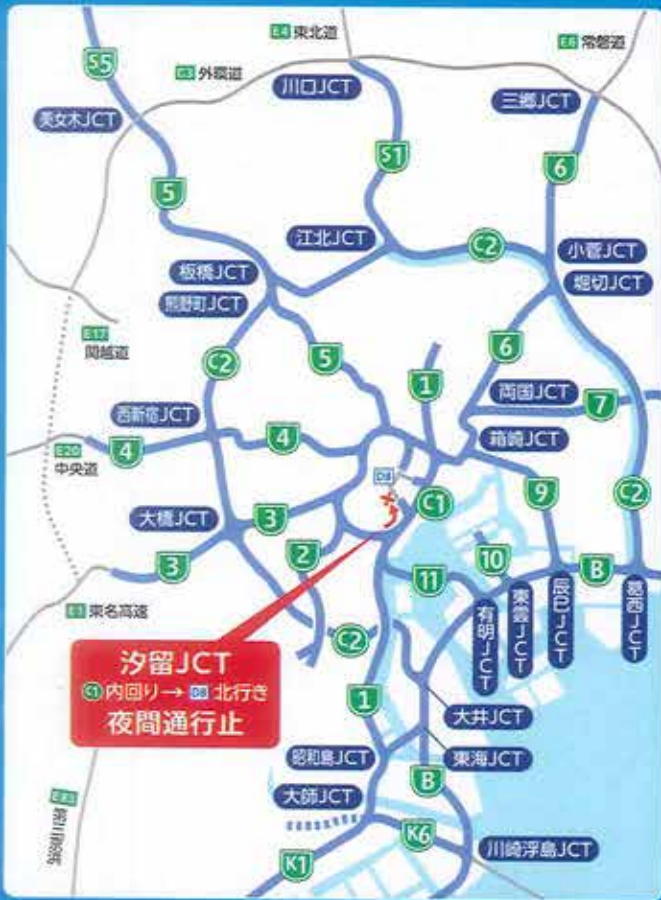 E4 東北道
E6 常磐道
S5
C3 外環道
川口JCT
三郷JCT
美女木JCT
S1
6
5
江北JCT
C2
小菅JCT
板橋JCT
堀切JCT
熊野町JCT
E17
関越道
C2
5
1
6
両国JCT
7
西新宿JCT
4
4
箱崎JCT
E20
中央道
D8
9
C2
大橋JCT
3
C1
3
2
11
10
B
有明JCT
東雲JCT
辰巳JCT
葛西JCT
E1 東名高速
汐留JCT
C1 内回り → D8 北行き
夜間通行止
C2
1
大井JCT
昭和島JCT
東海JCT
B
大師JCT
K6
K1
川崎浮島JCT